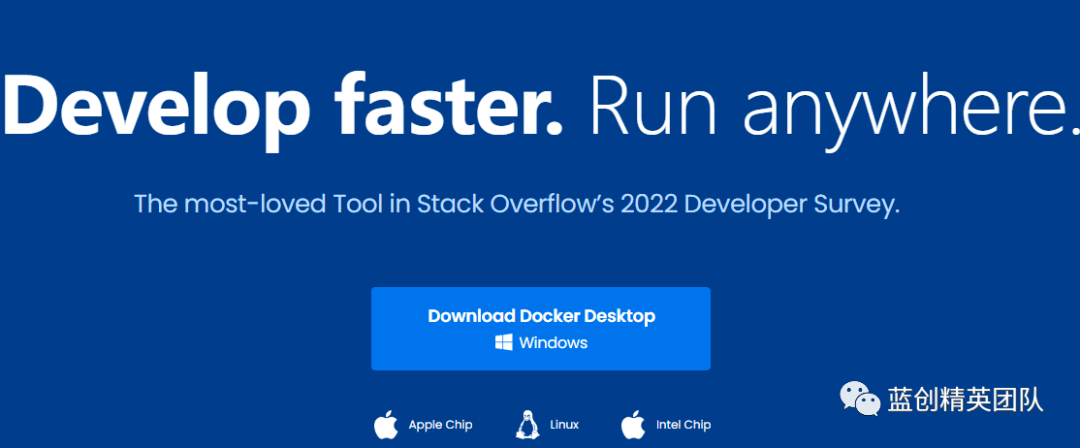 Develop faster. Run anywhere.
The most-loved Tool in Stack Overflow’s 2022 Developer Survey.
Download Docker Desktop
Windows
Apple Chip Linux Intel Chip
蓝创精英团队